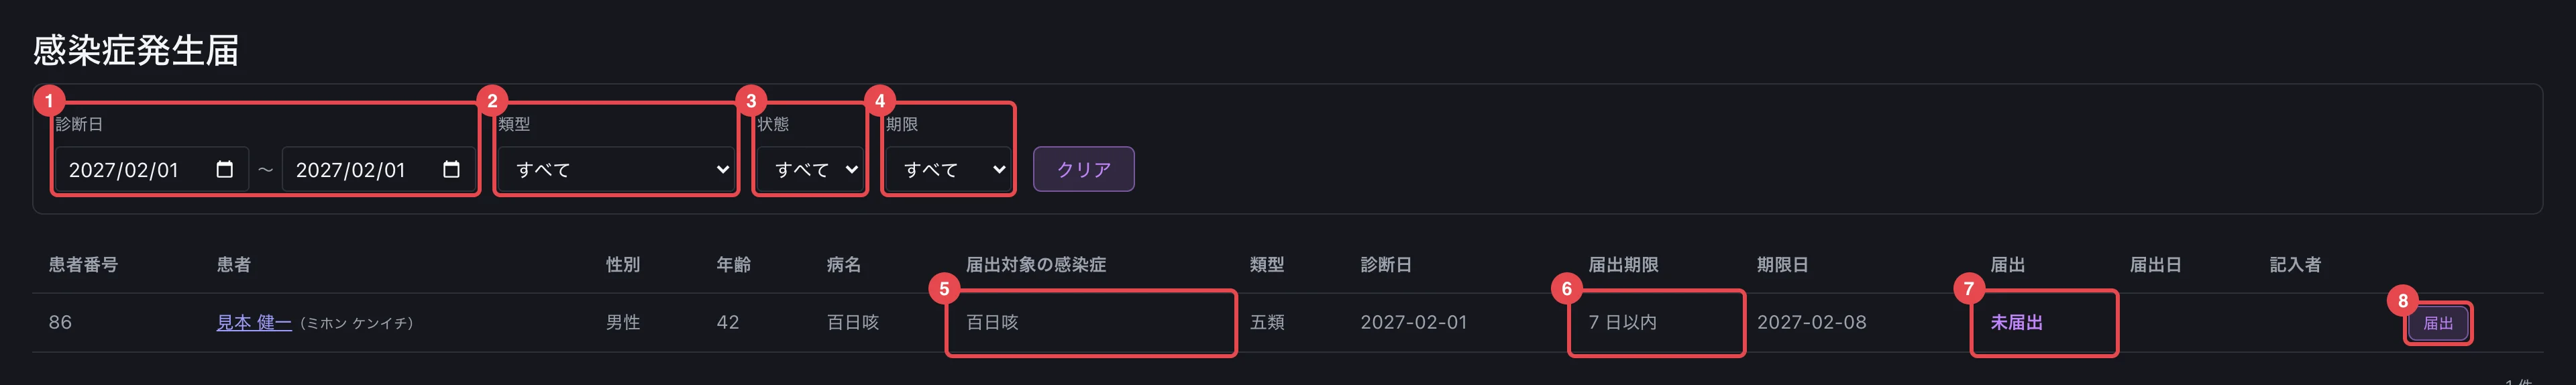 感染症発生届
1 2 3 4
診断日 類型 状態 期限
2027/02/01 ～ 2027/02/01 すべて すべて すべて クリア
患者番号 患者 性別 年齢 病名 届出対象の感染症 類型 診断日 届出期限 期限日 届出 届出日 記入者
5 6 7 8
86 見本 健一 (ミホン ケンイチ) 男性 42 百日咳 百日咳 五類 2027-02-01 7 日以内 2027-02-08 未届出 届出